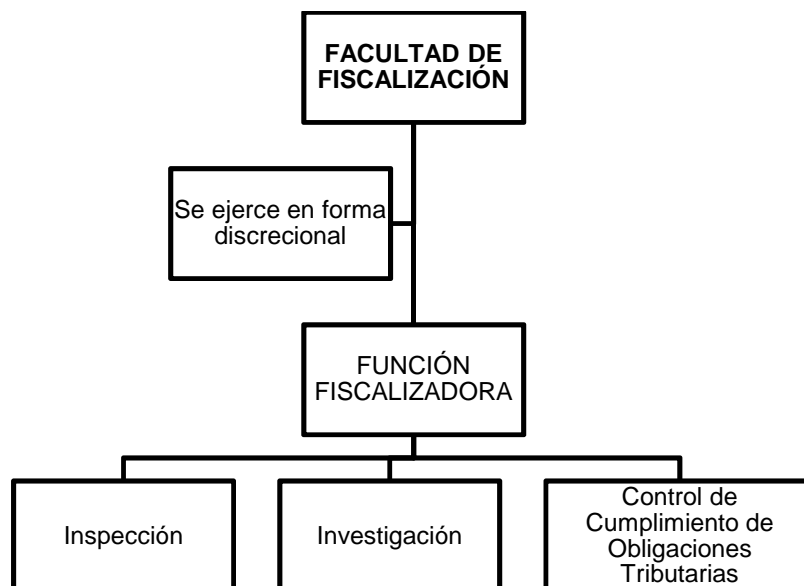 FACULTAD DE
FISCALIZACIÓN
Se ejerce en forma
discrecional
FUNCIÓN
FISCALIZADORA
Inspección
Investigación
Control de
Cumplimiento de
Obligaciones
Tributarias